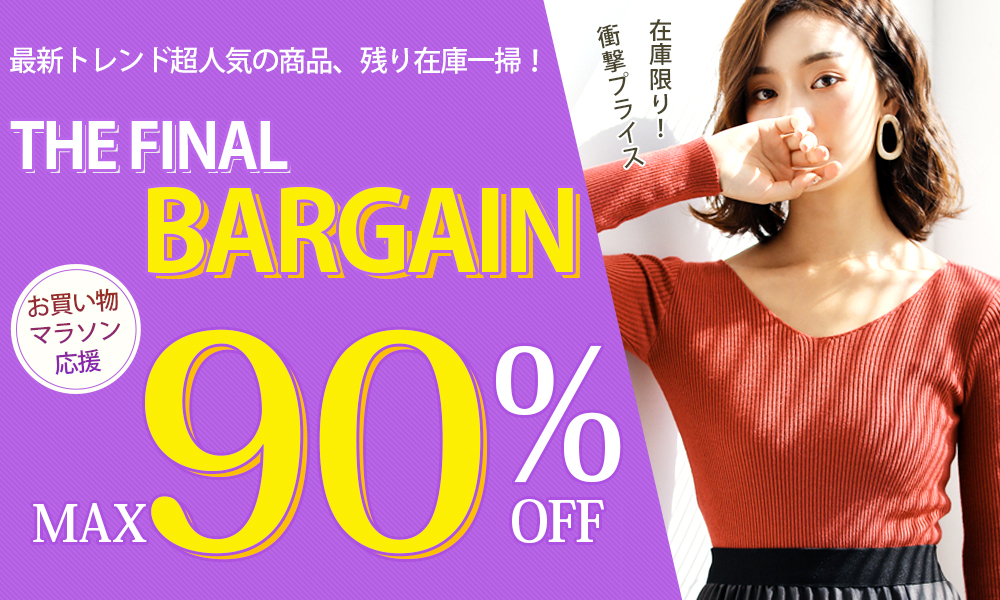 最新トレンド超人気の商品、残り在庫一掃！
THE FINAL
BARGAIN
お買い物
マラソン
応援
MAX90%
OFF
在庫限り！
衝撃プライス